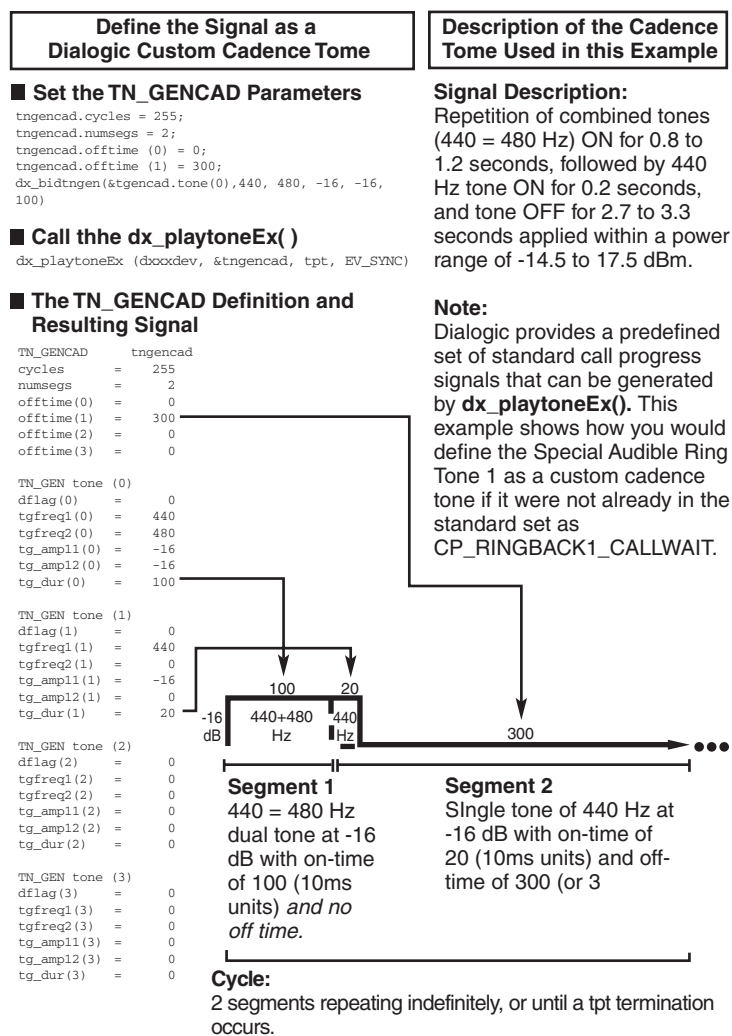 Define the Signal as a
Dialogic Custom Cadence Tome
■ Set the TN_GENCAD Parameters
tngencad.cycles = 255;
tngencad.numsegs = 2;
tngencad.offtime (0) = 0;
tngencad.offtime (1) = 300;
dx_bidtngen(&tgencad.tone(0),440, 480, -16, -16,
100)
■ Call thhe dx_playtoneEx( )
dx_playtoneEx (dxxxdev, &tngencad, tpt, EV_SYNC)
■ The TN_GENCAD Definition and
Resulting Signal
TN_GENCAD tngencad
cycles = 255
numsegs = 2
offtime(0) = 0
offtime(1) = 300
offtime(2) = 0
offtime(3) = 0
TN_GEN tone (0)
dflag(0) = 0
tgfreq1(0) = 440
tgfreq2(0) = 480
tg_ampl1(0) = -16
tg_ampl2(0) = -16
tg_dur(0) = 100
TN_GEN tone (1)
dflag(1) = 0
tgfreq1(1) = 440
tgfreq2(1) = 0
tg_ampl1(1) = -16
tg_ampl2(1) = 0
tg_dur(1) = 20
TN_GEN tone (2)
dflag(2) = 0
tgfreq1(2) = 0
tgfreq2(2) = 0
tg_ampl1(2) = 0
tg_ampl2(2) = 0
tg_dur(2) = 0
TN_GEN tone (3)
dflag(3) = 0
tgfreq1(3) = 0
tgfreq2(3) = 0
tg_ampl1(3) = 0
tg_ampl2(3) = 0
tg_dur(3) = 0
Description of the Cadence
Tome Used in this Example
Signal Description:
Repetition of combined tones
(440 = 480 Hz) ON for 0.8 to
1.2 seconds, followed by 440
Hz tone ON for 0.2 seconds,
and tone OFF for 2.7 to 3.3
seconds applied within a power
range of -14.5 to 17.5 dBm.
Note:
Dialogic provides a predefined
set of standard call progress
signals that can be generated
by dx_playtoneEx(). This
example shows how you would
define the Special Audible Ring
Tone 1 as a custom cadence
tone if it were not already in the
standard set as
CP_RINGBACK1_CALLWAIT.
100 20
-16
dB
440+480
Hz
440
Hz
300
Segment 1
440 = 480 Hz
dual tone at -16
dB with on-time
of 100 (10ms
units) and no
off time.
Segment 2
SIngle tone of 440 Hz at
-16 dB with on-time of
20 (10ms units) and off-
time of 300 (or 3
Cycle:
2 segments repeating indefinitely, or until a tpt termination
occurs.